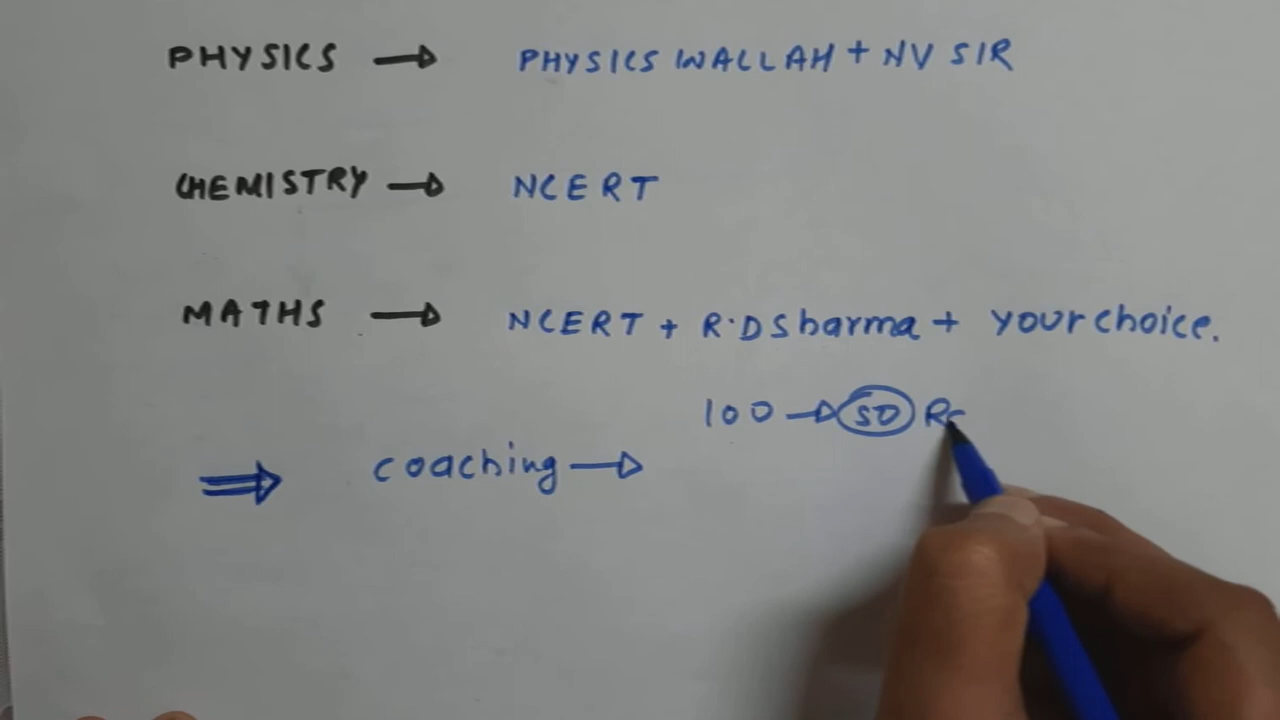 PHYSICS → PHYSICS WALLAH + NV SIR
CHEMISTRY → NCERT
MATHS → NCERT + R.D Sharma + your choice.
100 → 50
⇒ coaching →